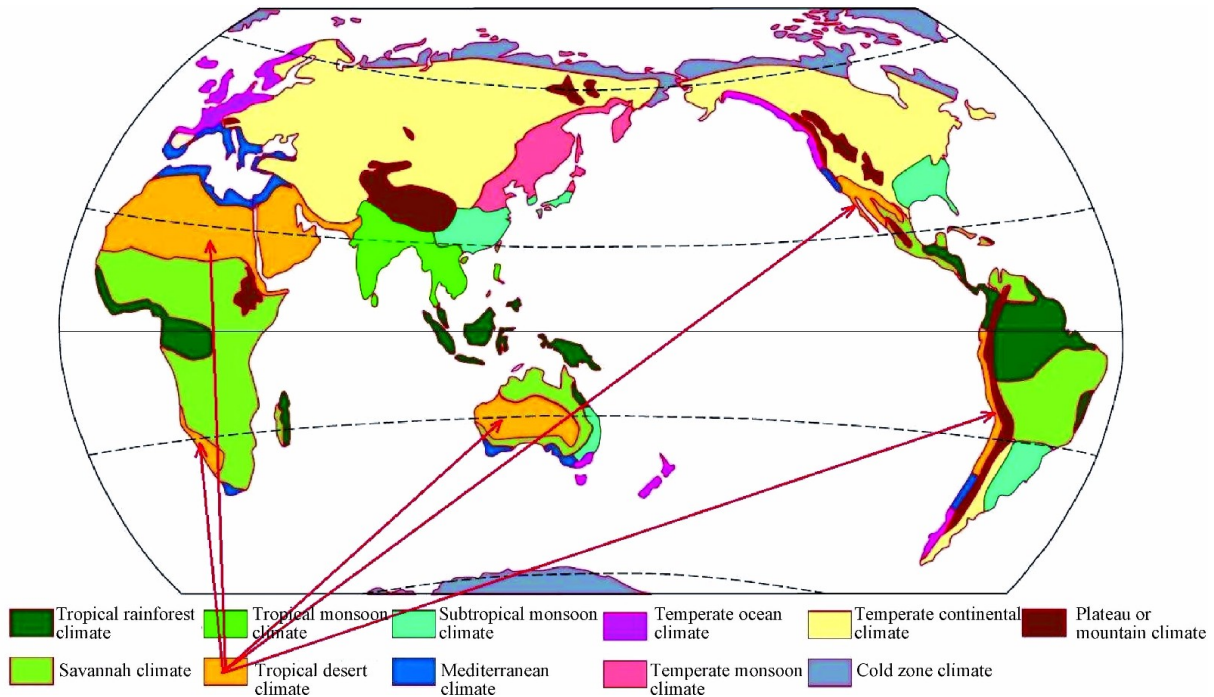 Tropical rainforest
climate
Tropical monsoon
climate
Subtropical monsoon
climate
Temperate ocean
climate
Temperate continental
climate
Plateau or
mountain climate
Savannah climate
Tropical desert
climate
Mediterranean
climate
Temperate monsoon
climate
Cold zone climate